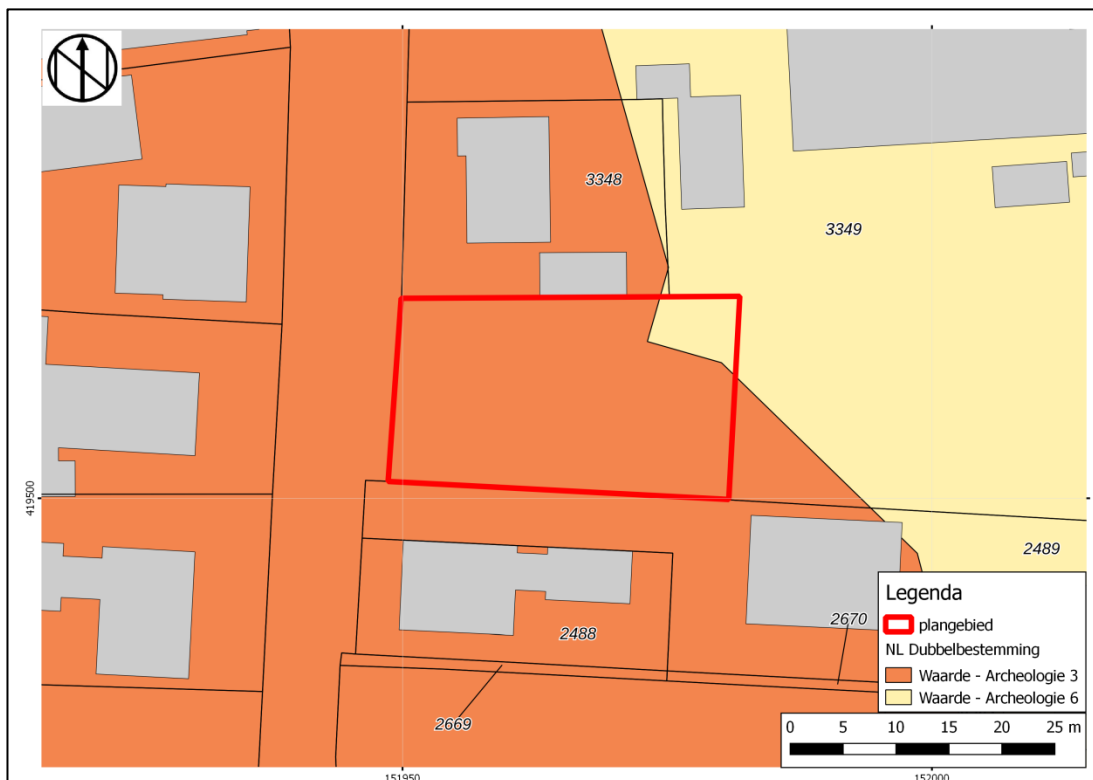 3348
3349
419500
2489
2488
2670
2669
Legenda
plangebied
NL Dubbelbestemming
Waarde - Archeologie 3
Waarde - Archeologie 6
0 5 10 15 20 25 m
151950 152000